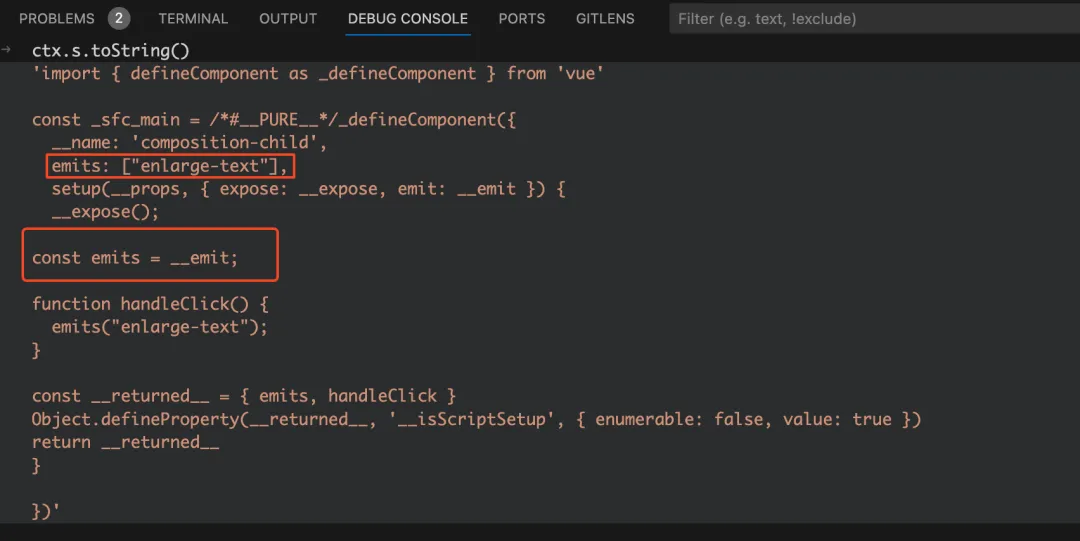 PROBLEMS 2 TERMINAL OUTPUT DEBUG CONSOLE PORTS GITLENS Filter (e.g. text, !exclude)
→ ctx.s.toString()
'import { defineComponent as _defineComponent } from 'vue'
const _sfc_main = /*#__PURE__*/_defineComponent({
  __name: 'composition-child',
  emits: ["enlarge-text"],
  setup(__props, { expose: __expose, emit: __emit }) {
  __expose();
const emits = __emit;
function handleClick() {
  emits("enlarge-text");
}
const __returned__ = { emits, handleClick }
Object.defineProperty(__returned__, '__isScriptSetup', { enumerable: false, value: true })
return __returned__
}
})'